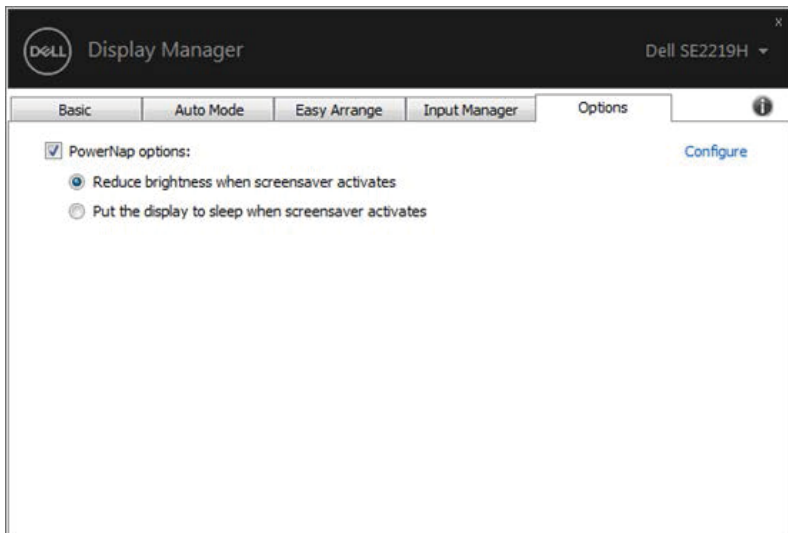 DELL Display Manager
x
Dell SE2219H
Basic Auto Mode Easy Arrange Input Manager Options
PowerNap options: Configure
Reduce brightness when screensaver activates
Put the display to sleep when screensaver activates